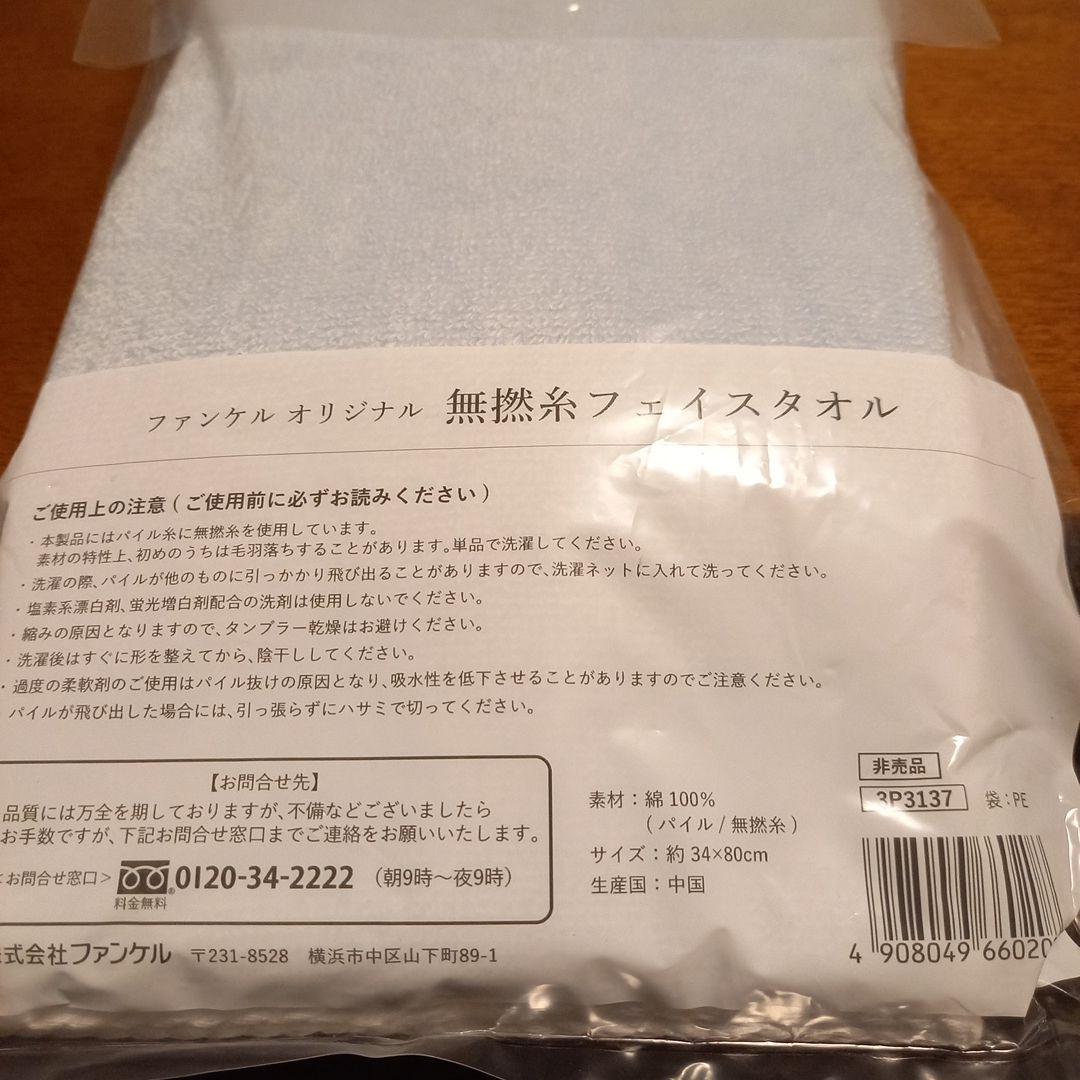 ファンケル オリジナル 無撚糸フェイスタオル
ご使用上の注意 ( ご使用前に必ずお読みください )
・本製品にはパイル糸に無撚糸を使用しています。
素材の特性上、初めのうちは毛羽落ちすることがあります。単品で洗濯してください。
・洗濯の際、パイルが他のものに引っかかり飛び出ることがありますので、洗濯ネットに入れて洗ってください。
・塩素系漂白剤、蛍光増白剤配合の洗剤は使用しないでください。
・縮みの原因となりますので、タンブラー乾燥はお避けください。
・洗濯後はすぐに形を整えてから、陰干ししてください。
・過度の柔軟剤のご使用はパイル抜けの原因となり、吸水性を低下させることがありますのでご注意ください。
パイルが飛び出した場合には、引っ張らずにハサミで切ってください。
【お問合せ先】
品質には万全を期しておりますが、不備などございましたら
お手数ですが、下記お問合せ窓口までご連絡をお願いいたします。
<お問合せ窓口> 0120-34-2222 (朝9時〜夜9時)
料金無料
式会社ファンケル 〒231-8528 横浜市中区山下町89-1
素材:綿100%
(パイル/無撚糸)
サイズ:約34×80cm
生産国:中国
非売品
3P3137 袋:PE
4 908049 66020